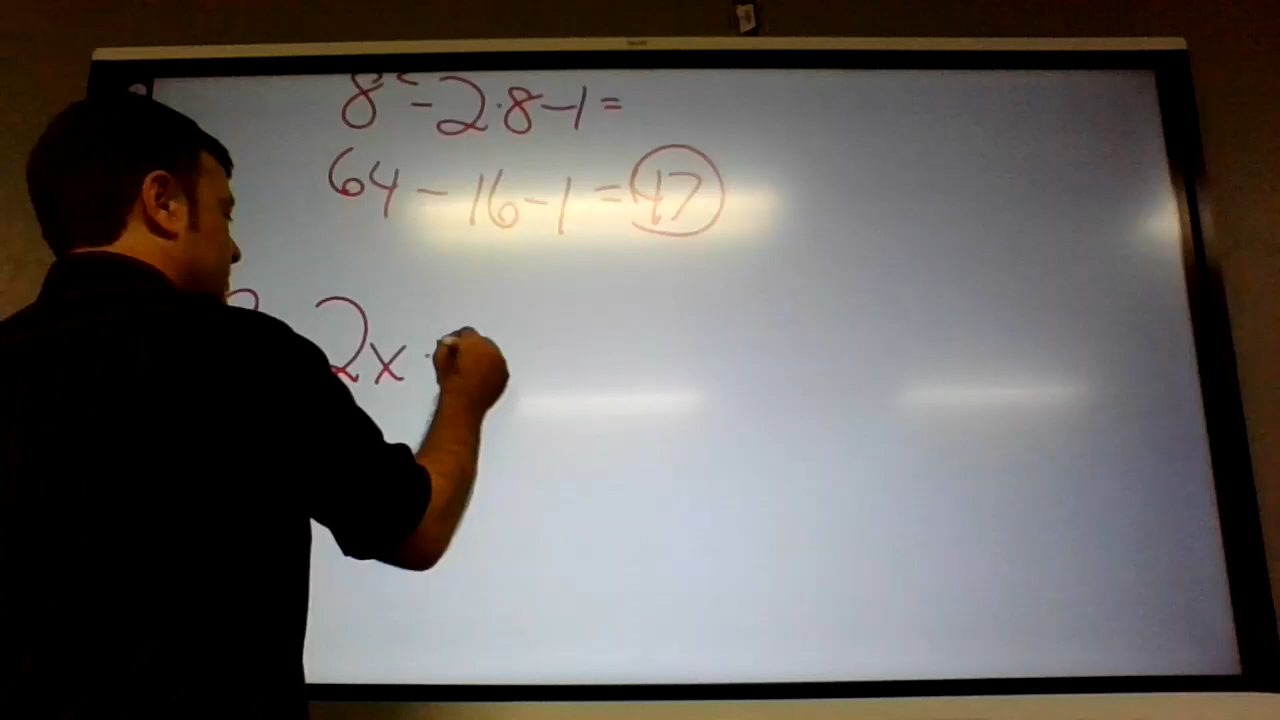 8² - 2·8 - 1 =
64 - 16 - 1 = 47
2x